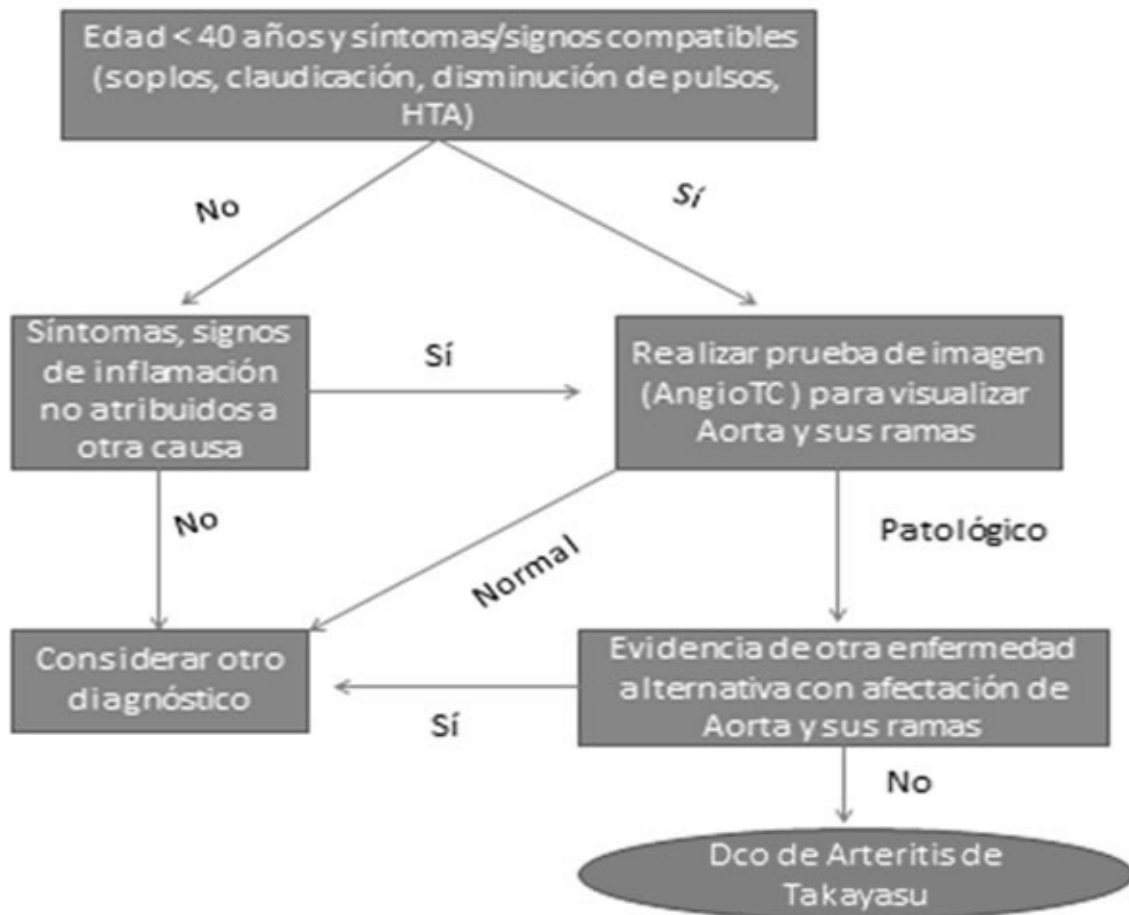 Edad < 40 años y síntomas/signos compatibles
(soplos, claudicación, disminución de pulsos,
HTA)
No
Sí
Síntomas, signos
de inflamación
no atribuidos a
otra causa
Sí
Realizar prueba de imagen
(AngioTC) para visualizar
Aorta y sus ramas
No
Normal
Patológico
Considerar otro
diagnóstico
Sí
Evidencia de otra enfermedad
alternativa con afectación de
Aorta y sus ramas
No
Dco de Arteritis de
Takayasu